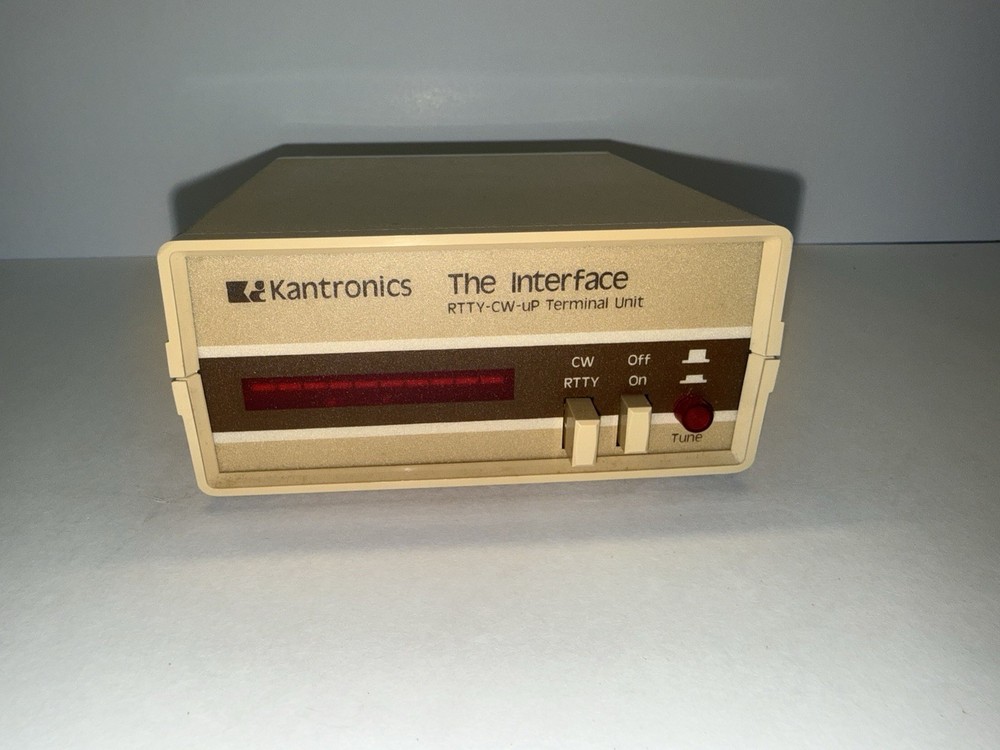 Kantronics
The Interface
RTTY-CW-uP Terminal Unit
CW Off
RTTY On
Tune